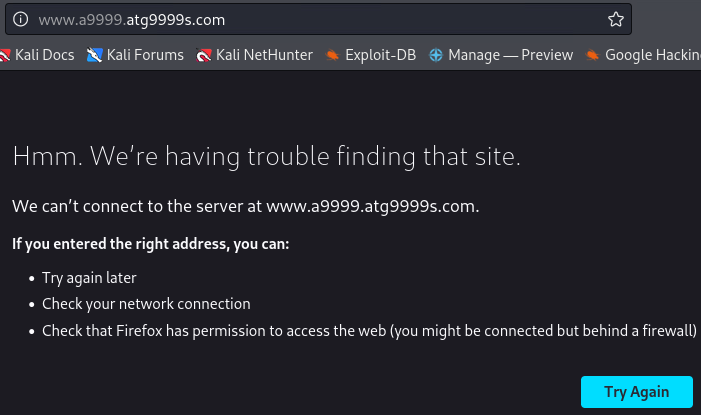 www.a9999.atg9999s.com
Kali Docs Kali Forums Kali NetHunter Exploit-DB Manage — Preview Google Hackin
Hmm. We’re having trouble finding that site.
We can’t connect to the server at www.a9999.atg9999s.com.
If you entered the right address, you can:
• Try again later
• Check your network connection
• Check that Firefox has permission to access the web (you might be connected but behind a firewall)
Try Again